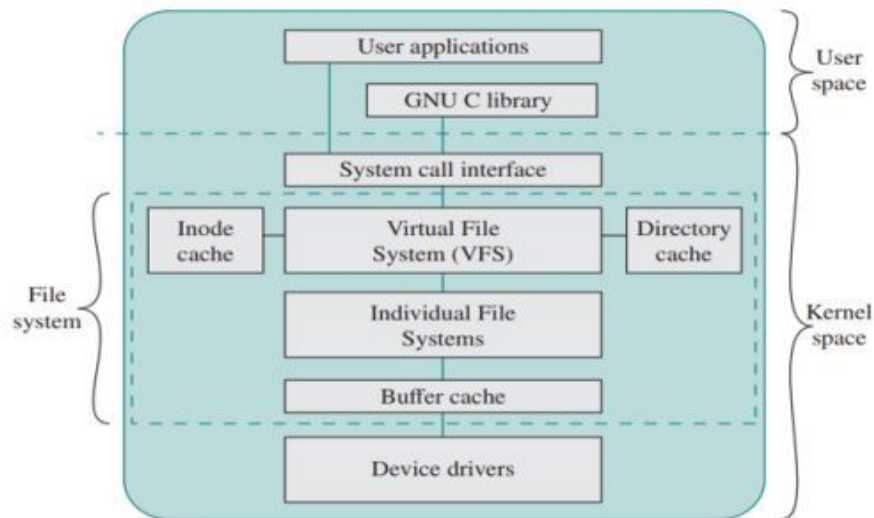 User applications
User
space
GNU C library
System call interface
Inode
cache
Virtual File
System (VFS)
Directory
cache
File
system
Individual File
Systems
Kernel
space
Buffer cache
Device drivers